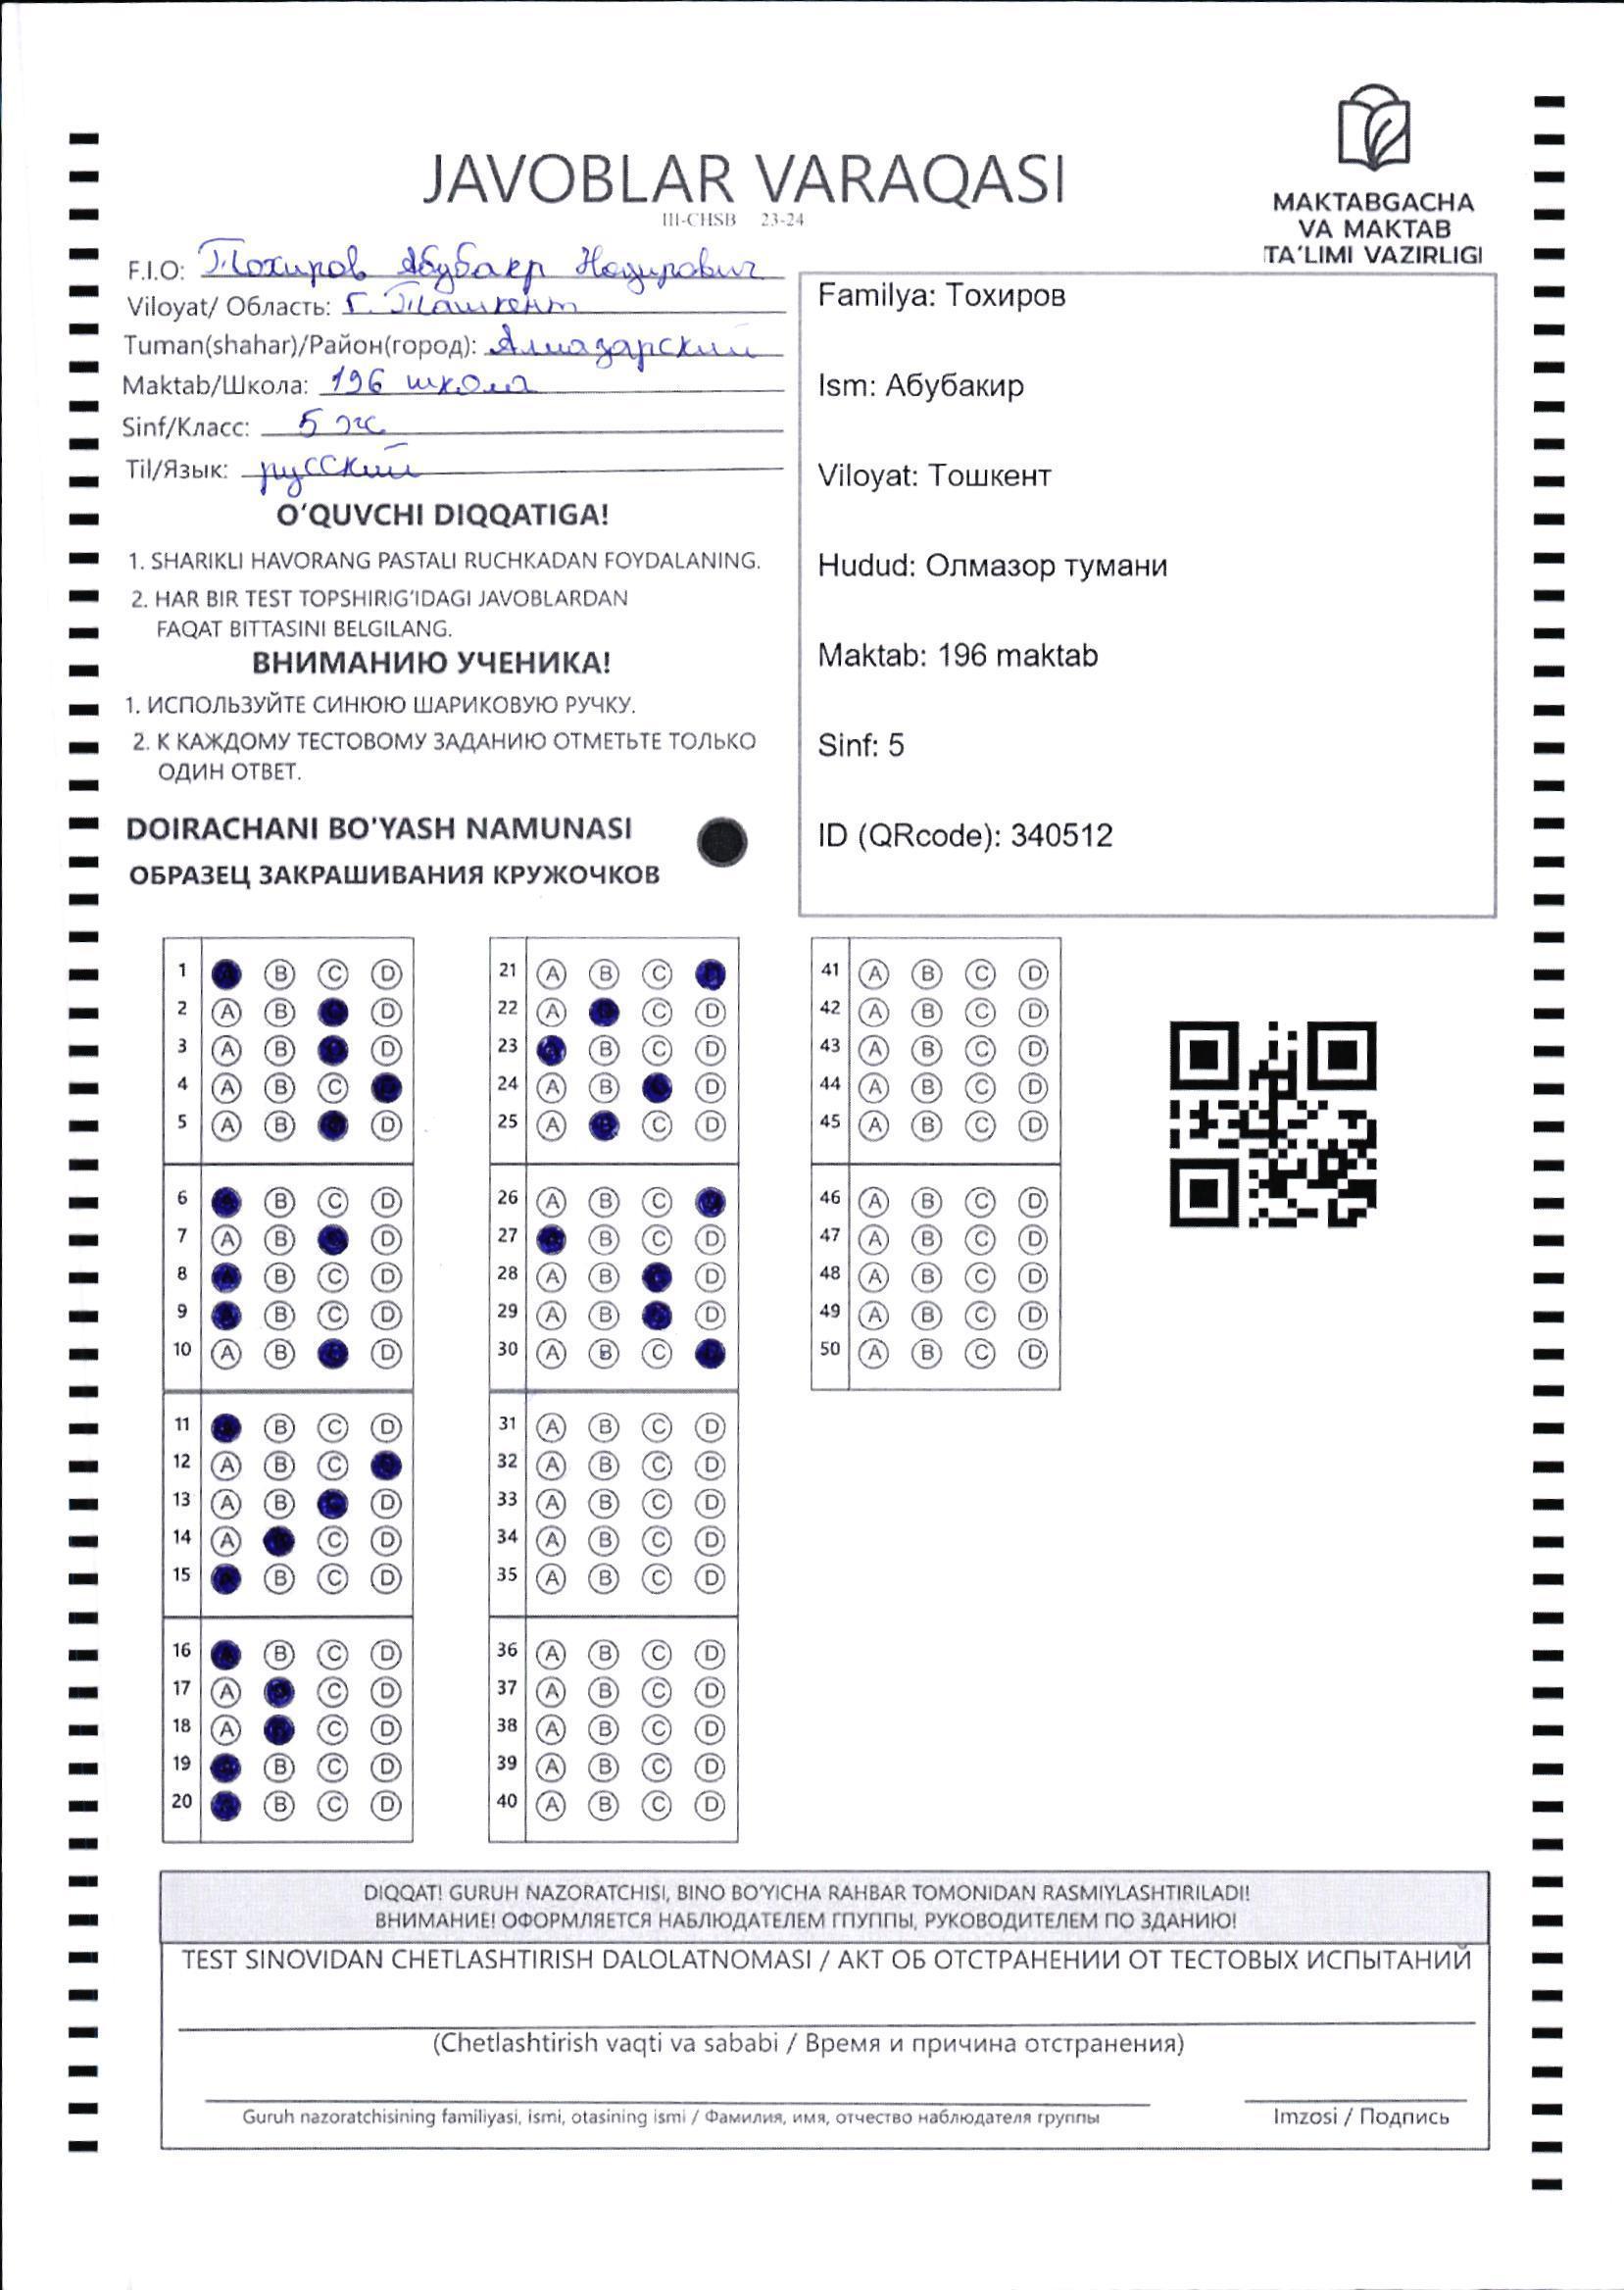 JAVOBLAR VARAQASI
III-CHSB 23-24
MAKTABGACHA
VA MAKTAB
TA'LIMI VAZIRLIGI
F.I.O: Тохиров Абубакр Нодирович
Viloyat/ Область: г. Ташкент
Tuman(shahar)/Район(город): Алмазарский
Maktab/Школа: 196 школа
Sinf/Класс: 5 ж
Til/Язык: русский
O'QUVCHI DIQQATIGA!
1. SHARIKLI HAVORANG PASTALI RUCHKADAN FOYDALANING.
2. HAR BIR TEST TOPSHIRIG'IDAGI JAVOBLARDAN
FAQAT BITTASINI BELGILANG.
ВНИМАНИЮ УЧЕНИКА!
1. ИСПОЛЬЗУЙТЕ СИНЮЮ ШАРИКОВУЮ РУЧКУ.
2. К КАЖДОМУ ТЕСТОВОМУ ЗАДАНИЮ ОТМЕТЬТЕ ТОЛЬКО
ОДИН ОТВЕТ.
DOIRACHANI BO'YASH NAMUNASI
ОБРАЗЕЦ ЗАКРАШИВАНИЯ КРУЖОЧКОВ
Familya: Тохиров
Ism: Абубакир
Viloyat: Тошкент
Hudud: Олмазор тумани
Maktab: 196 maktab
Sinf: 5
ID (QRcode): 340512
1 B C D
2 A B D
3 A B D
4 A B C
5 A B D
6 B C D
7 A B D
8 B C D
9 B C D
10 A B D
11 B C D
12 A B C
13 A B D
14 A C D
15 B C D
16 B C D
17 A C D
18 A C D
19 B C D
20 B C D
21 A B C
22 A C D
23 B C D
24 A B D
25 A C D
26 A B C
27 B C D
28 A B D
29 A B D
30 A B C
31 A B C D
32 A B C D
33 A B C D
34 A B C D
35 A B C D
36 A B C D
37 A B C D
38 A B C D
39 A B C D
40 A B C D
41 A B C D
42 A B C D
43 A B C D
44 A B C D
45 A B C D
46 A B C D
47 A B C D
48 A B C D
49 A B C D
50 A B C D
DIQQAT! GURUH NAZORATCHISI, BINO BO'YICHA RAHBAR TOMONIDAN RASMIYLASHTIRILADI!
ВНИМАНИЕ! ОФОРМЛЯЕТСЯ НАБЛЮДАТЕЛЕМ ГПУППЫ, РУКОВОДИТЕЛЕМ ПО ЗДАНИЮ!
TEST SINOVIDAN CHETLASHTIRISH DALOLATNOMASI / АКТ ОБ ОТСТРАНЕНИИ ОТ ТЕСТОВЫХ ИСПЫТАНИЙ
(Chetlashtirish vaqti va sababi / Время и причина отстранения)
Guruh nazoratchisining familiyasi, ismi, otasining ismi / Фамилия, имя, отчество наблюдателя группы
Imzosi / Подпись